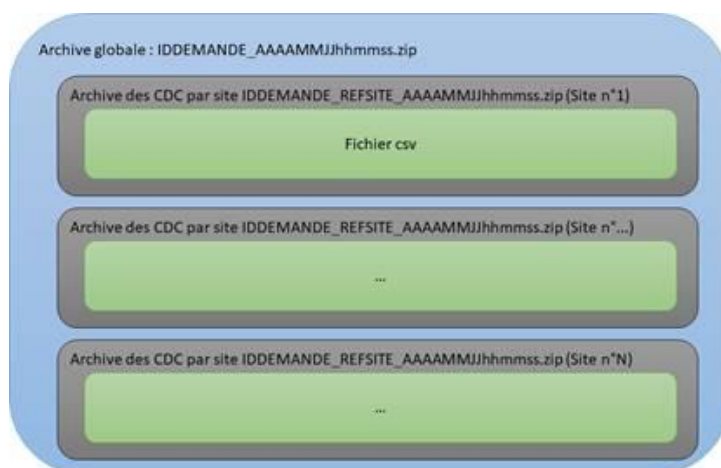 Archive globale : IDDEMANDE_AAAAMMJJhhmmss.zip
Archive des CDC par site IDDEMANDE_REFSITE_AAAAMMJJhhmmss.zip (Site n°1)
Fichier csv
Archive des CDC par site IDDEMANDE_REFSITE_AAAAMMJJhhmmss.zip (Site n°...)
...
Archive des CDC par site IDDEMANDE_REFSITE_AAAAMMJJhhmmss.zip (Site n°N)
...